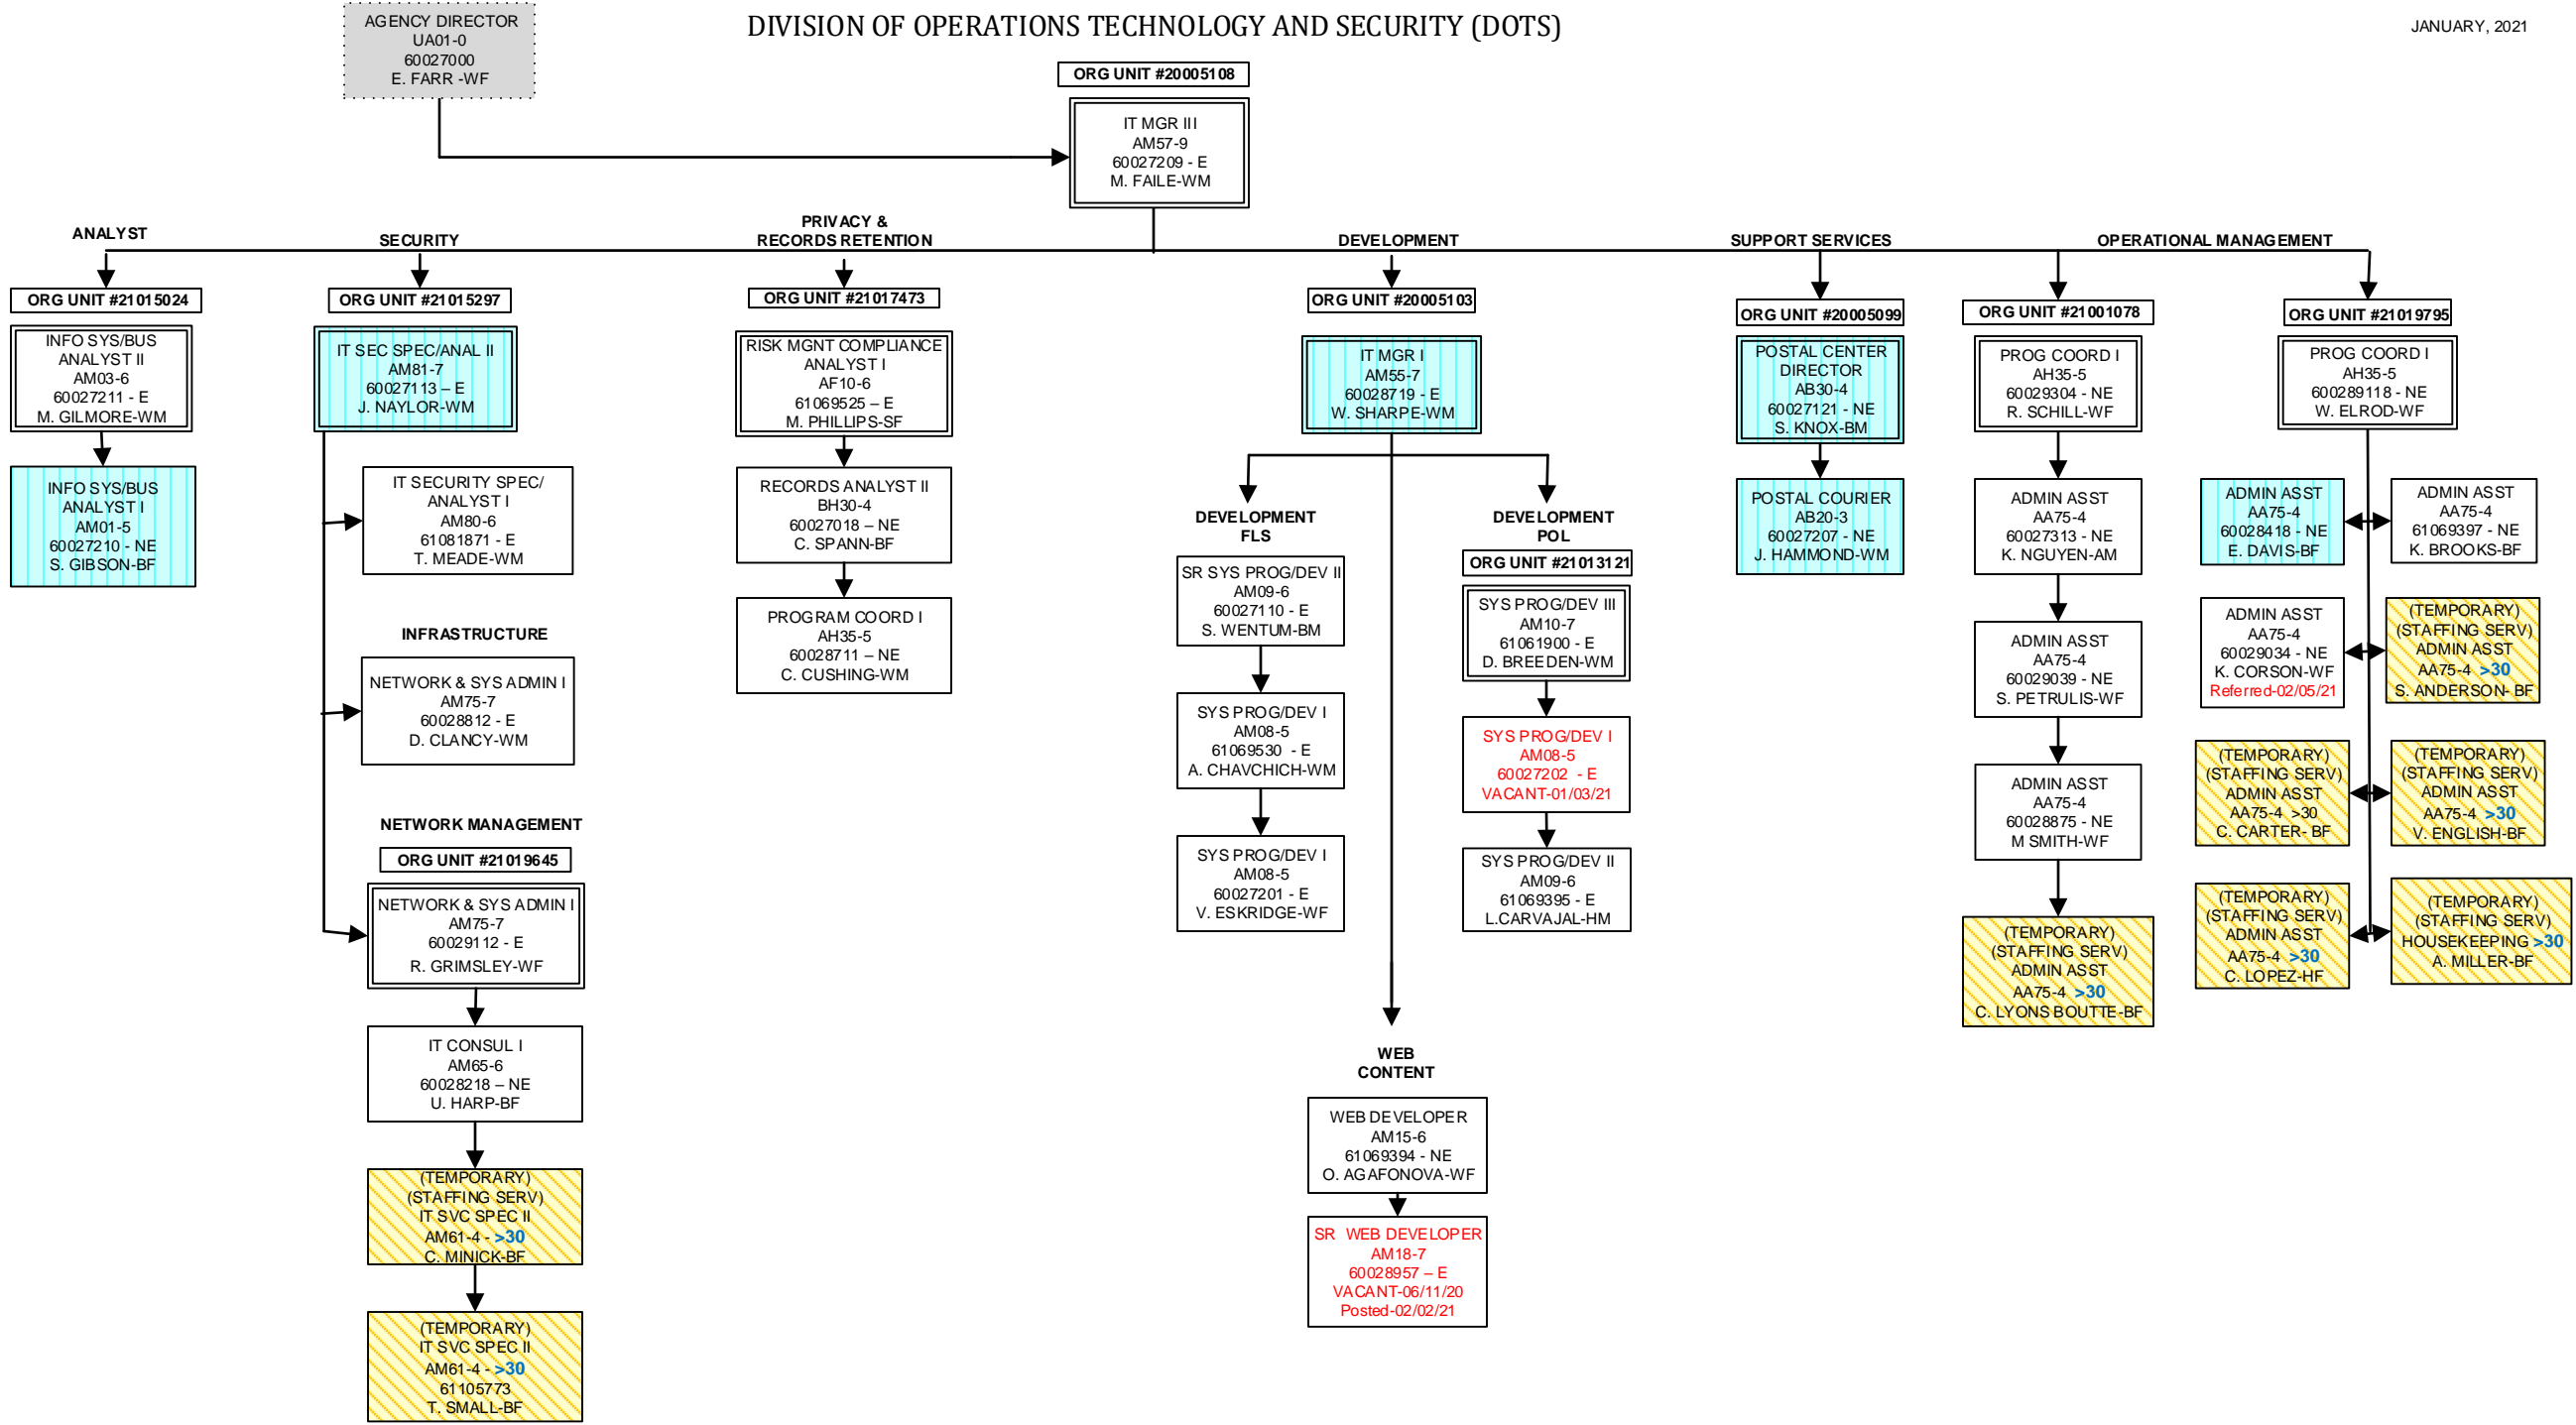 DIVISION OF OPERATIONS TECHNOLOGY AND SECURITY (DOTS)
JANUARY, 2021
AGENCY DIRECTOR
UA01-0
60027000
E. FARR -WF
ORG UNIT #20005108
IT MGR III
AM57-9
60027209 - E
M. FAILE-WM
ANALYST
ORG UNIT #21015024
INFO SYS/BUS
ANALYST II
AM03-6
60027211 - E
M. GILMORE-WM
INFO SYS/BUS
ANALYST I
AM01-5
60027210 - NE
S. GIBSON-BF
SECURITY
ORG UNIT #21015297
IT SEC SPEC/ANAL II
AM81-7
60027113 – E
J. NAYLOR-WM
IT SECURITY SPEC/
ANALYST I
AM80-6
61081871 - E
T. MEADE-WM
INFRASTRUCTURE
NETWORK & SYS ADMIN I
AM75-7
60028812 - E
D. CLANCY-WM
NETWORK MANAGEMENT
ORG UNIT #21019645
NETWORK & SYS ADMIN I
AM75-7
60029112 - E
R. GRIMSLEY-WF
IT CONSUL I
AM65-6
60028218 – NE
U. HARP-BF
(TEMPORARY)
(STAFFING SERV)
IT SVC SPEC II
AM61-4 - >30
C. MINICK-BF
(TEMPORARY)
IT SVC SPEC II
AM61-4 - >30
61105773
T. SMALL-BF
PRIVACY &
RECORDS RETENTION
ORG UNIT #21017473
RISK MGNT COMPLIANCE
ANALYST I
AF10-6
61069525 – E
M. PHILLIPS-SF
RECORDS ANALYST II
BH30-4
60027018 – NE
C. SPANN-BF
PROGRAM COORD I
AH35-5
60028711 – NE
C. CUSHING-WM
DEVELOPMENT
ORG UNIT #20005103
IT MGR I
AM55-7
60028719 - E
W. SHARPE-WM
DEVELOPMENT
FLS
SR SYS PROG/DEV II
AM09-6
60027110 - E
S. WENTUM-BM
SYS PROG/DEV I
AM08-5
61069530 - E
A. CHAVCHICH-WM
SYS PROG/DEV I
AM08-5
60027201 - E
V. ESKRIDGE-WF
DEVELOPMENT
POL
ORG UNIT #21013121
SYS PROG/DEV III
AM10-7
61061900 - E
D. BREEDEN-WM
SYS PROG/DEV I
AM08-5
60027202 - E
VACANT-01/03/21
SYS PROG/DEV II
AM09-6
61069395 - E
L.CARVAJAL-HM
WEB
CONTENT
WEB DEVELOPER
AM15-6
61069394 - NE
O. AGAFONOVA-WF
SR WEB DEVELOPER
AM18-7
60028957 – E
VACANT-06/11/20
Posted-02/02/21
SUPPORT SERVICES
ORG UNIT #20005099
POSTAL CENTER
DIRECTOR
AB30-4
60027121 - NE
S. KNOX-BM
POSTAL COURIER
AB20-3
60027207 - NE
J. HAMMOND-WM
OPERATIONAL MANAGEMENT
ORG UNIT #21001078
PROG COORD I
AH35-5
60029304 - NE
R. SCHILL-WF
ADMIN ASST
AA75-4
60027313 - NE
K. NGUYEN-AM
ADMIN ASST
AA75-4
60029039 - NE
S. PETRULIS-WF
ADMIN ASST
AA75-4
60028875 - NE
M SMITH-WF
(TEMPORARY)
(STAFFING SERV)
ADMIN ASST
AA75-4 >30
C. LYONS BOUTTE-BF
ORG UNIT #21019795
PROG COORD I
AH35-5
600289118 - NE
W. ELROD-WF
ADMIN ASST
AA75-4
60028418 - NE
E. DAVIS-BF
ADMIN ASST
AA75-4
61069397 - NE
K. BROOKS-BF
ADMIN ASST
AA75-4
60029034 - NE
K. CORSON-WF
Referred-02/05/21
(TEMPORARY)
(STAFFING SERV)
ADMIN ASST
AA75-4 >30
S. ANDERSON- BF
(TEMPORARY)
(STAFFING SERV)
ADMIN ASST
AA75-4 >30
C. CARTER- BF
(TEMPORARY)
(STAFFING SERV)
ADMIN ASST
AA75-4 >30
V. ENGLISH-BF
(TEMPORARY)
(STAFFING SERV)
ADMIN ASST
AA75-4 >30
C. LOPEZ-HF
(TEMPORARY)
(STAFFING SERV)
HOUSEKEEPING >30
A. MILLER-BF